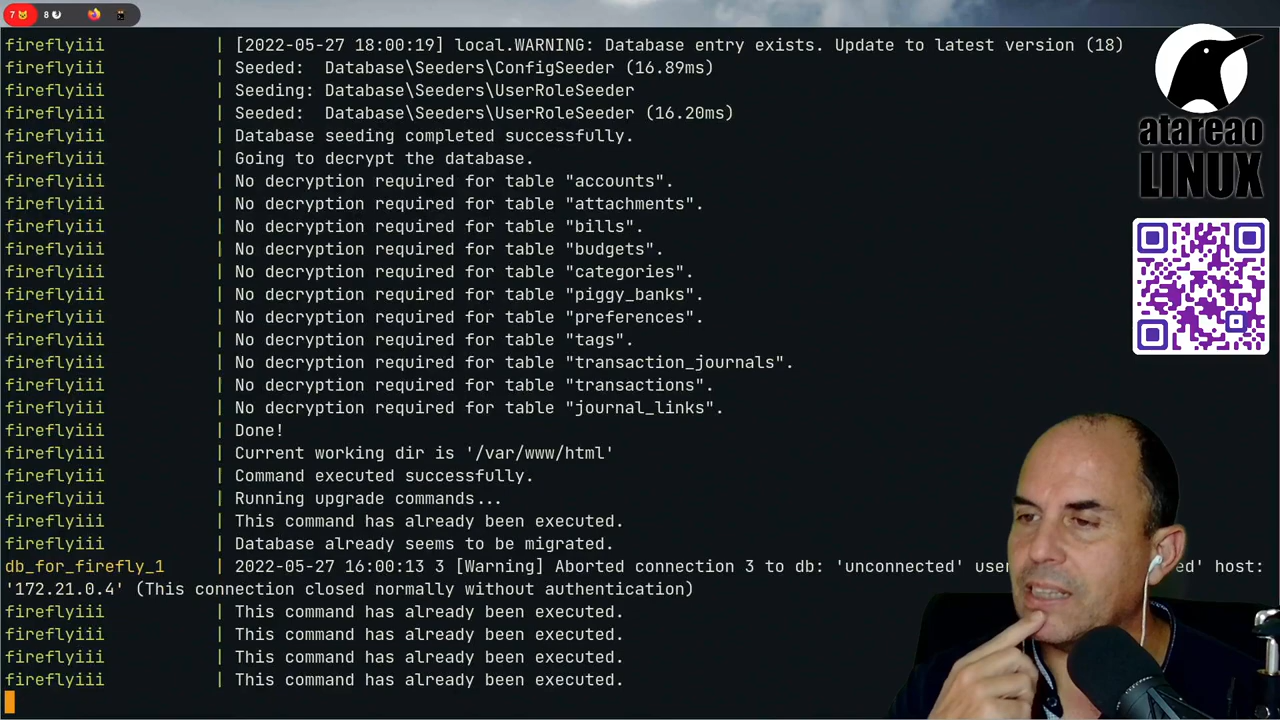 7 8
fireflyiii | [2022-05-27 18:00:19] local.WARNING: Database entry exists. Update to latest version (18)
fireflyiii | Seeded:  Database\Seeders\ConfigSeeder (16.89ms)
fireflyiii | Seeding: Database\Seeders\UserRoleSeeder
fireflyiii | Seeded:  Database\Seeders\UserRoleSeeder (16.20ms)
fireflyiii | Database seeding completed successfully.
fireflyiii | Going to decrypt the database.
fireflyiii | No decryption required for table "accounts".
fireflyiii | No decryption required for table "attachments".
fireflyiii | No decryption required for table "bills".
fireflyiii | No decryption required for table "budgets".
fireflyiii | No decryption required for table "categories".
fireflyiii | No decryption required for table "piggy_banks".
fireflyiii | No decryption required for table "preferences".
fireflyiii | No decryption required for table "tags".
fireflyiii | No decryption required for table "transaction_journals".
fireflyiii | No decryption required for table "transactions".
fireflyiii | No decryption required for table "journal_links".
fireflyiii | Done!
fireflyiii | Current working dir is '/var/www/html'
fireflyiii | Command executed successfully.
fireflyiii | Running upgrade commands...
fireflyiii | This command has already been executed.
fireflyiii | Database already seems to be migrated.
db_for_firefly_1 | 2022-05-27 16:00:13 3 [Warning] Aborted connection 3 to db: 'unconnected' host:
'172.21.0.4' (This connection closed normally without authentication)
fireflyiii | This command has already been executed.
fireflyiii | This command has already been executed.
fireflyiii | This command has already been executed.
fireflyiii | This command has already been executed.
atareao
LINUX